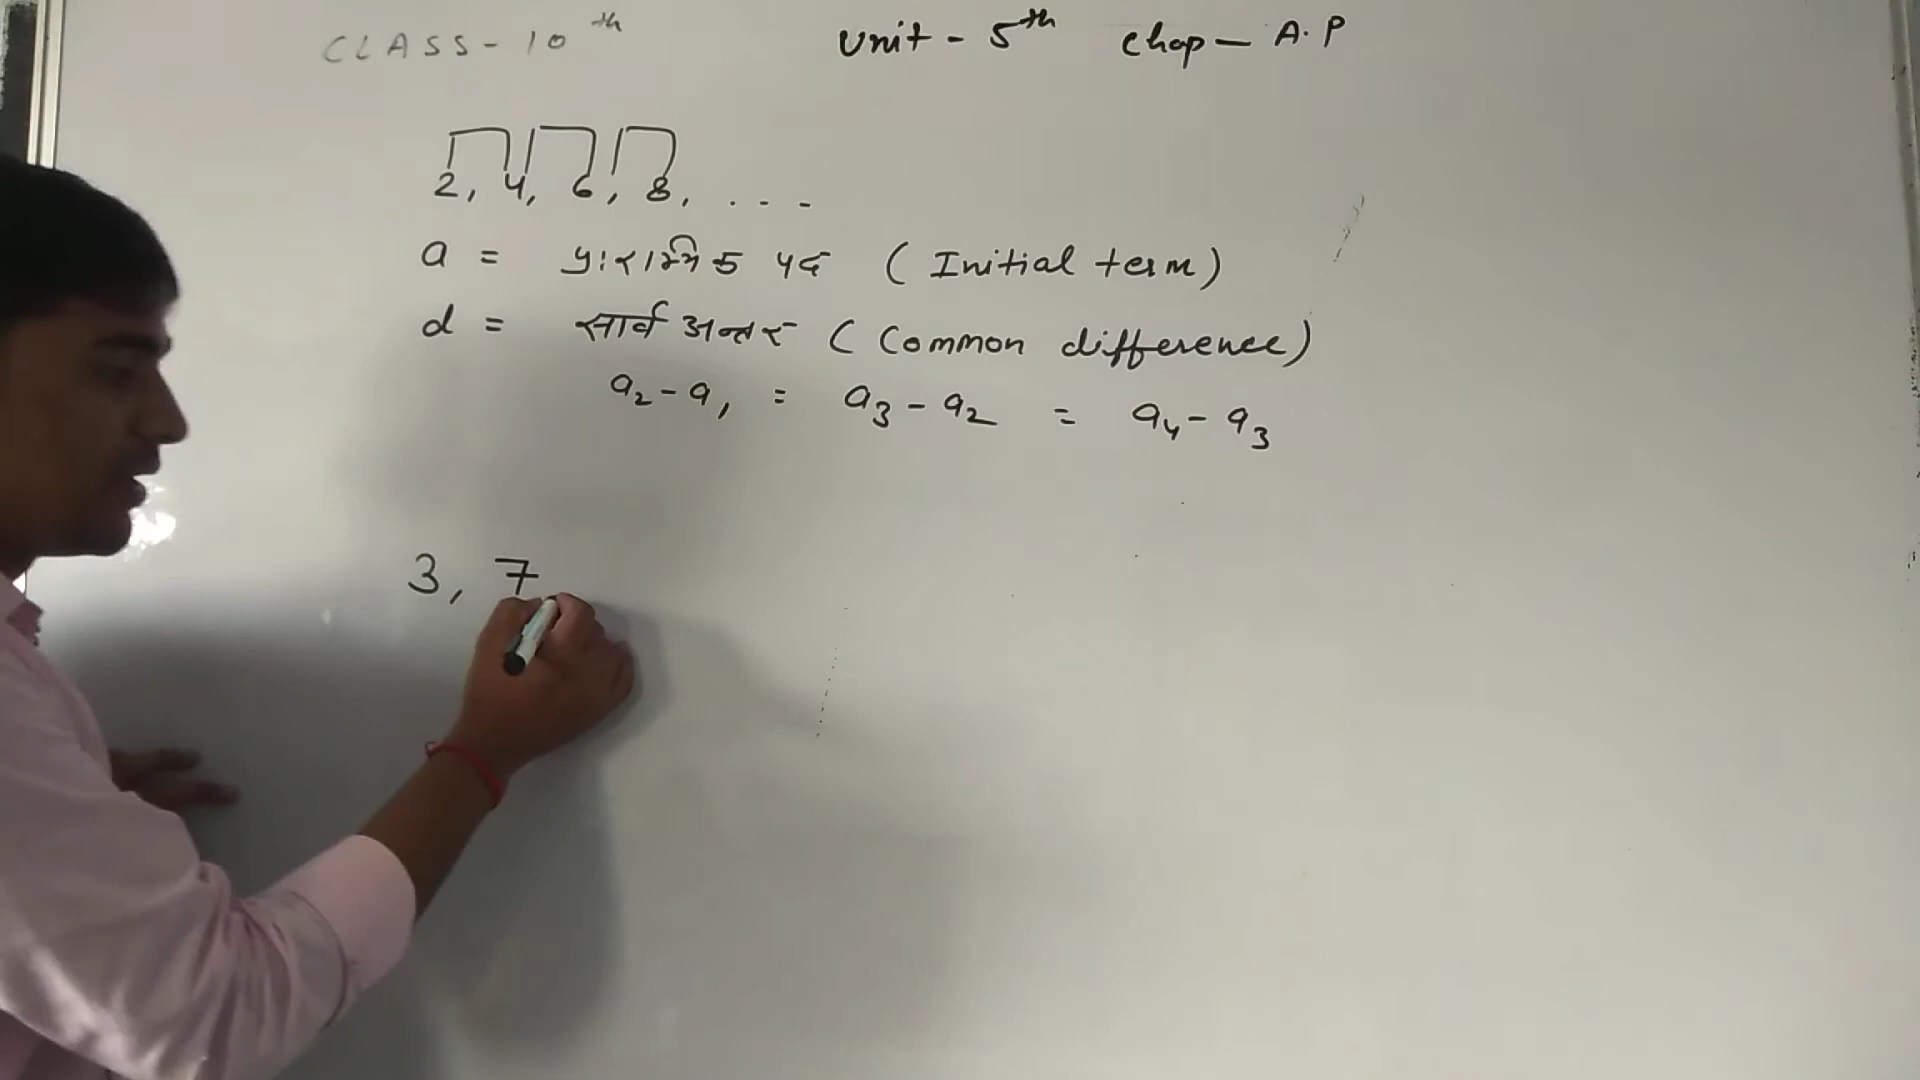 CLASS - 10th Unit - 5th Chap - A.P
2, 4, 6, 8, . . . -
a = प्रारम्भिक पद (Initial term)
d = सार्व अन्तर (Common difference)
a₂ - a₁ = a₃ - a₂ = a₄ - a₃
3, 7